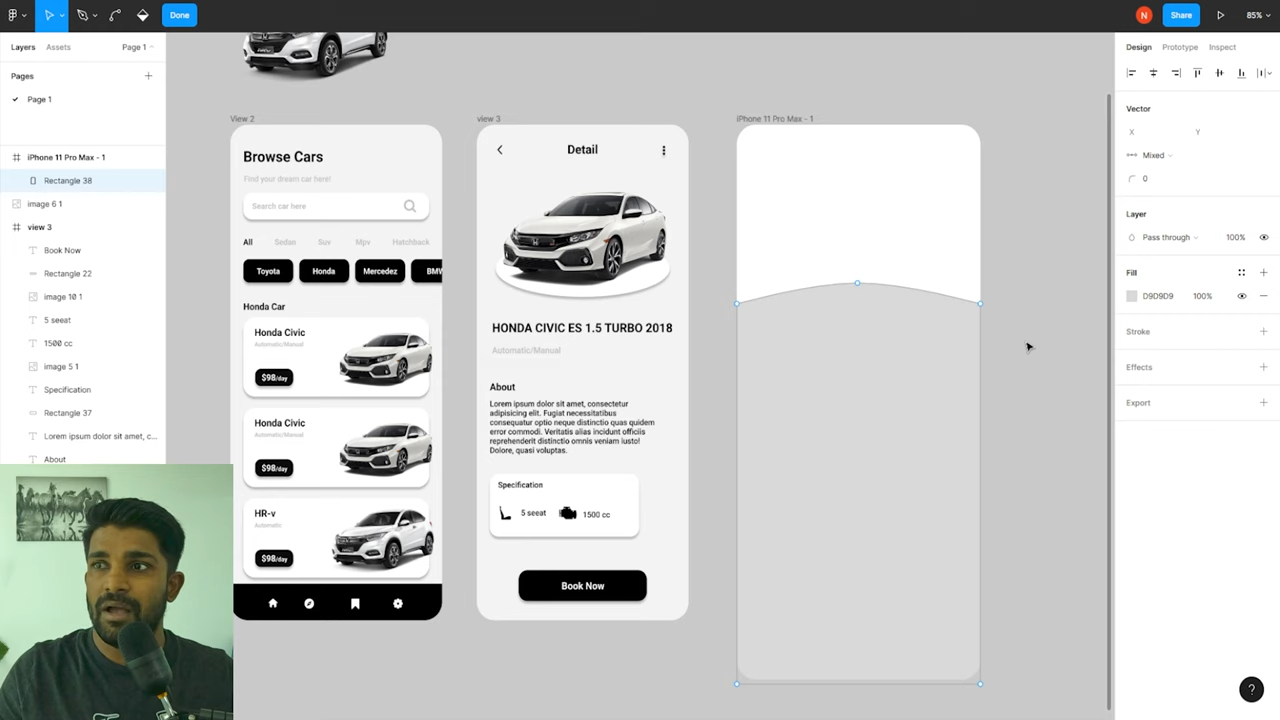 Done
N
Share
85%
Layers
Assets
Page 1
Design
Prototype
Inspect
Pages
Page 1
iPhone 11 Pro Max - 1
Rectangle 38
image 6 1
view 3
Book Now
Rectangle 22
image 10 1
5 seeat
1500 cc
image 5 1
Specification
Rectangle 37
Lorem ipsum dolor sit amet, c...
About
View 2
Browse Cars
Find your dream car here!
Search car here
All
Sedan
Suv
Mpv
Hatchback
Toyota
Honda
Mercedez
BMW
Honda Car
Honda Civic
Automatic/Manual
$98/day
Honda Civic
Automatic/Manual
$98/day
HR-v
Automatic
$98/day
view 3
Detail
HONDA CIVIC ES 1.5 TURBO 2018
Automatic/Manual
About
Lorem ipsum dolor sit amet, consectetur
adipisicing elit. Fugiat necessitatibus
consequatur optio neque distinctio quas quidem
error commodi. Veritatis alias incidunt officiis
reprehenderit distinctio omnis veniam iusto!
Dolore, quasi voluptas.
Specification
5 seeat
1500 cc
Book Now
iPhone 11 Pro Max - 1
Vector
X
Y
Mixed
0
Layer
Pass through
100%
Fill
D9D9D9
100%
Stroke
Effects
Export
?